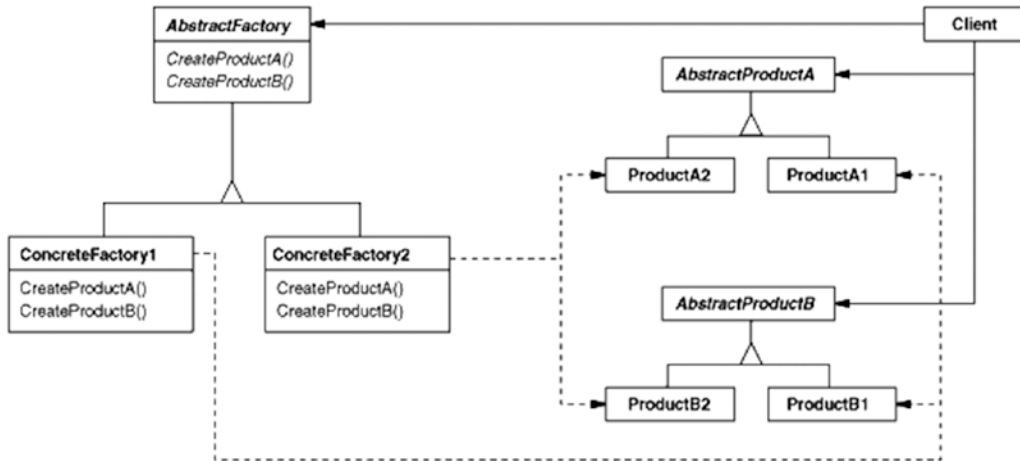 AbstractFactory
CreateProductA()
CreateProductB()
Client
AbstractProductA
ProductA2
ProductA1
ConcreteFactory1
CreateProductA()
CreateProductB()
ConcreteFactory2
CreateProductA()
CreateProductB()
AbstractProductB
ProductB2
ProductB1